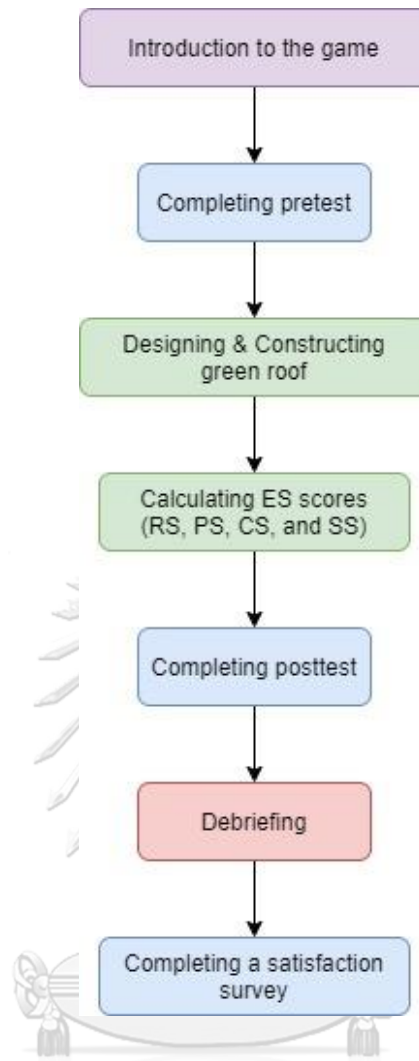 Introduction to the game
Completing pretest
Designing & Constructing
green roof
Calculating ES scores
(RS, PS, CS, and SS)
Completing posttest
Debriefing
Completing a satisfaction
survey